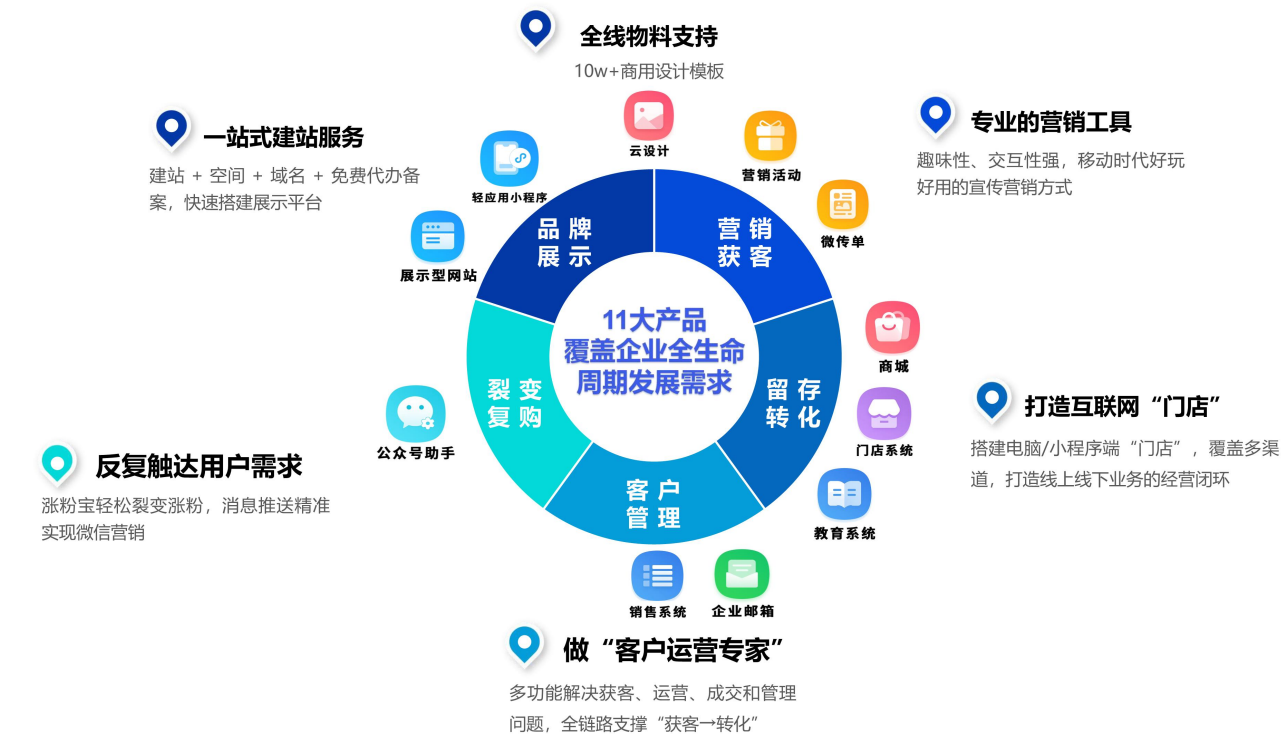 全线物料支持
10w+商用设计模板
云设计
一站式建站服务
建站 + 空间 + 域名 + 免费代办备
案，快速搭建展示平台
轻应用小程序
展示型网站
专业的营销工具
趣味性、交互性强，移动时代好玩
好用的宣传营销方式
营销活动
微传单
品牌
展示
营销
获客
11大产品
覆盖企业全生命
周期发展需求
裂变
复购
留存
转化
客户
管理
商城
门店系统
教育系统
打造互联网“门店”
搭建电脑/小程序端“门店”，覆盖多渠
道，打造线上线下业务的经营闭环
公众号助手
反复触达用户需求
涨粉宝轻松裂变涨粉，消息推送精准
实现微信营销
销售系统
企业邮箱
做“客户运营专家”
多功能解决获客、运营、成交和管理
问题，全链路支撑“获客→转化”